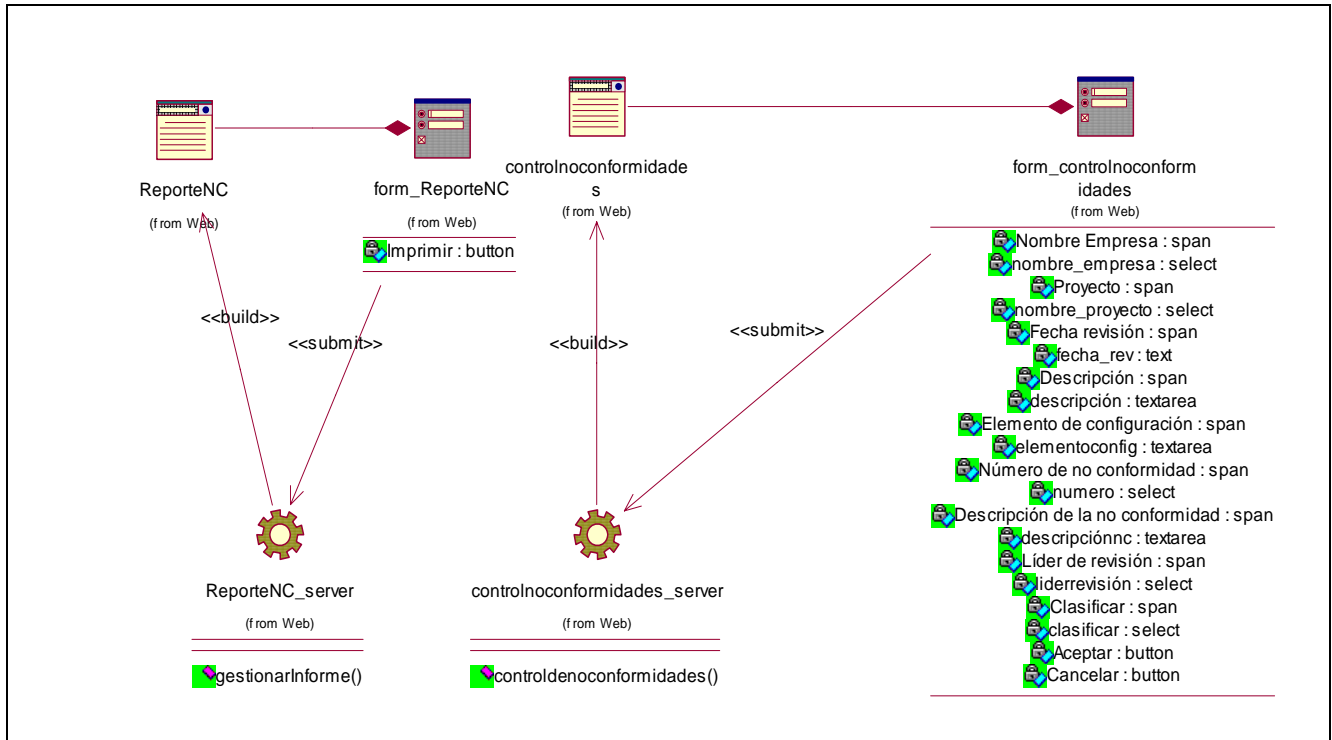 ReporteNC
(from Web)
form_ReporteNC
(from Web)
Imprimir : button
controlnoconformidade
s
(from Web)
form_controlnoconform
idades
(from Web)
Nombre Empresa : span
nombre_empresa : select
Proyecto : span
nombre_proyecto : select
Fecha revisión : span
fecha_rev : text
Descripción : span
descripción : textarea
Elemento de configuración : span
elementoconfig : textarea
Número de no conformidad : span
numero : select
Descripción de la no conformidad : span
descripciónnc : textarea
Líder de revisión : span
liderrevisión : select
Clasificar : span
clasificar : select
Aceptar : button
Cancelar : button
<<build>>
<<submit>>
<<build>>
<<submit>>
ReporteNC_server
(from Web)
gestionarInforme()
controlnoconformidades_server
(from Web)
controldenoconformidades()